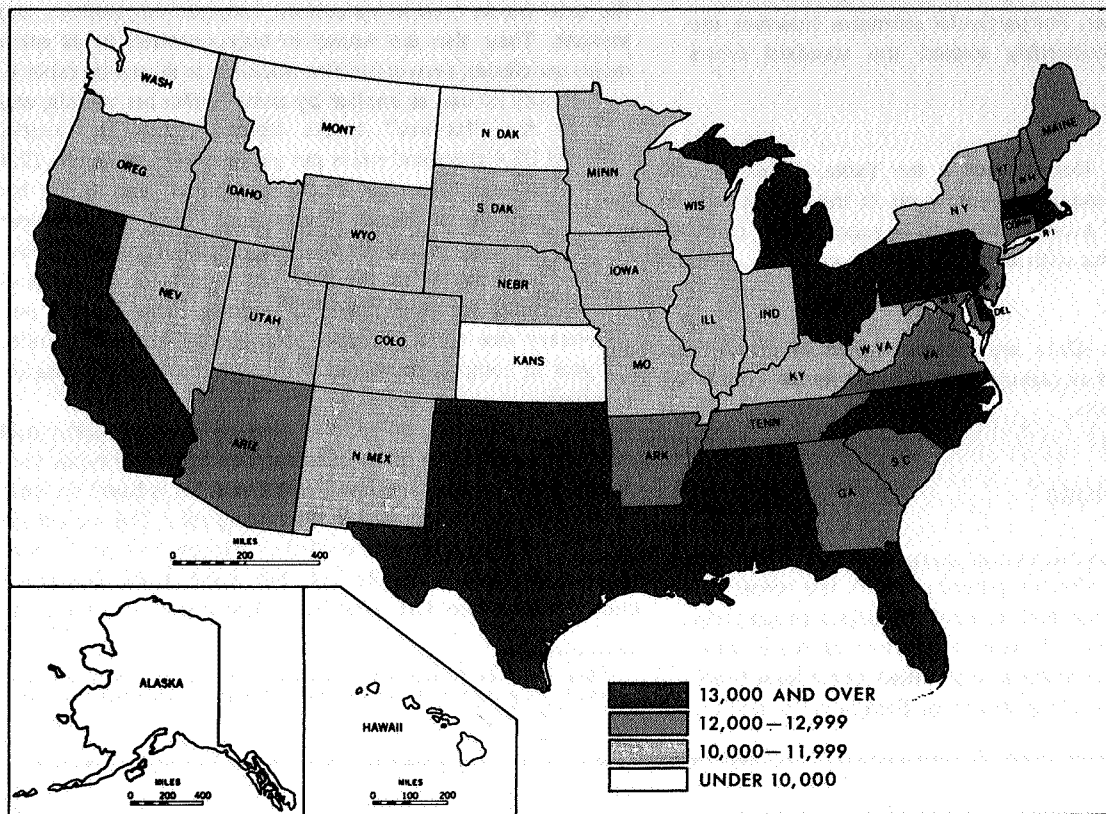 WASH
MONT
N DAK
MINN
MAINE
OREG
IDAHO
S DAK
WIS
VT
N H
WYO
N Y
CONN
R I
NEBR
IOWA
NEV
UTAH
COLO
ILL
IND
DEL
W VA
VA
KANS
MO
KY
TENN
ARIZ
N MEX
ARK
S C
GA
MILES
0 200 400
ALASKA
HAWAII
MILES
0 200 400
MILES
0 100 200
13,000 AND OVER
12,000—12,999
10,000—11,999
UNDER 10,000